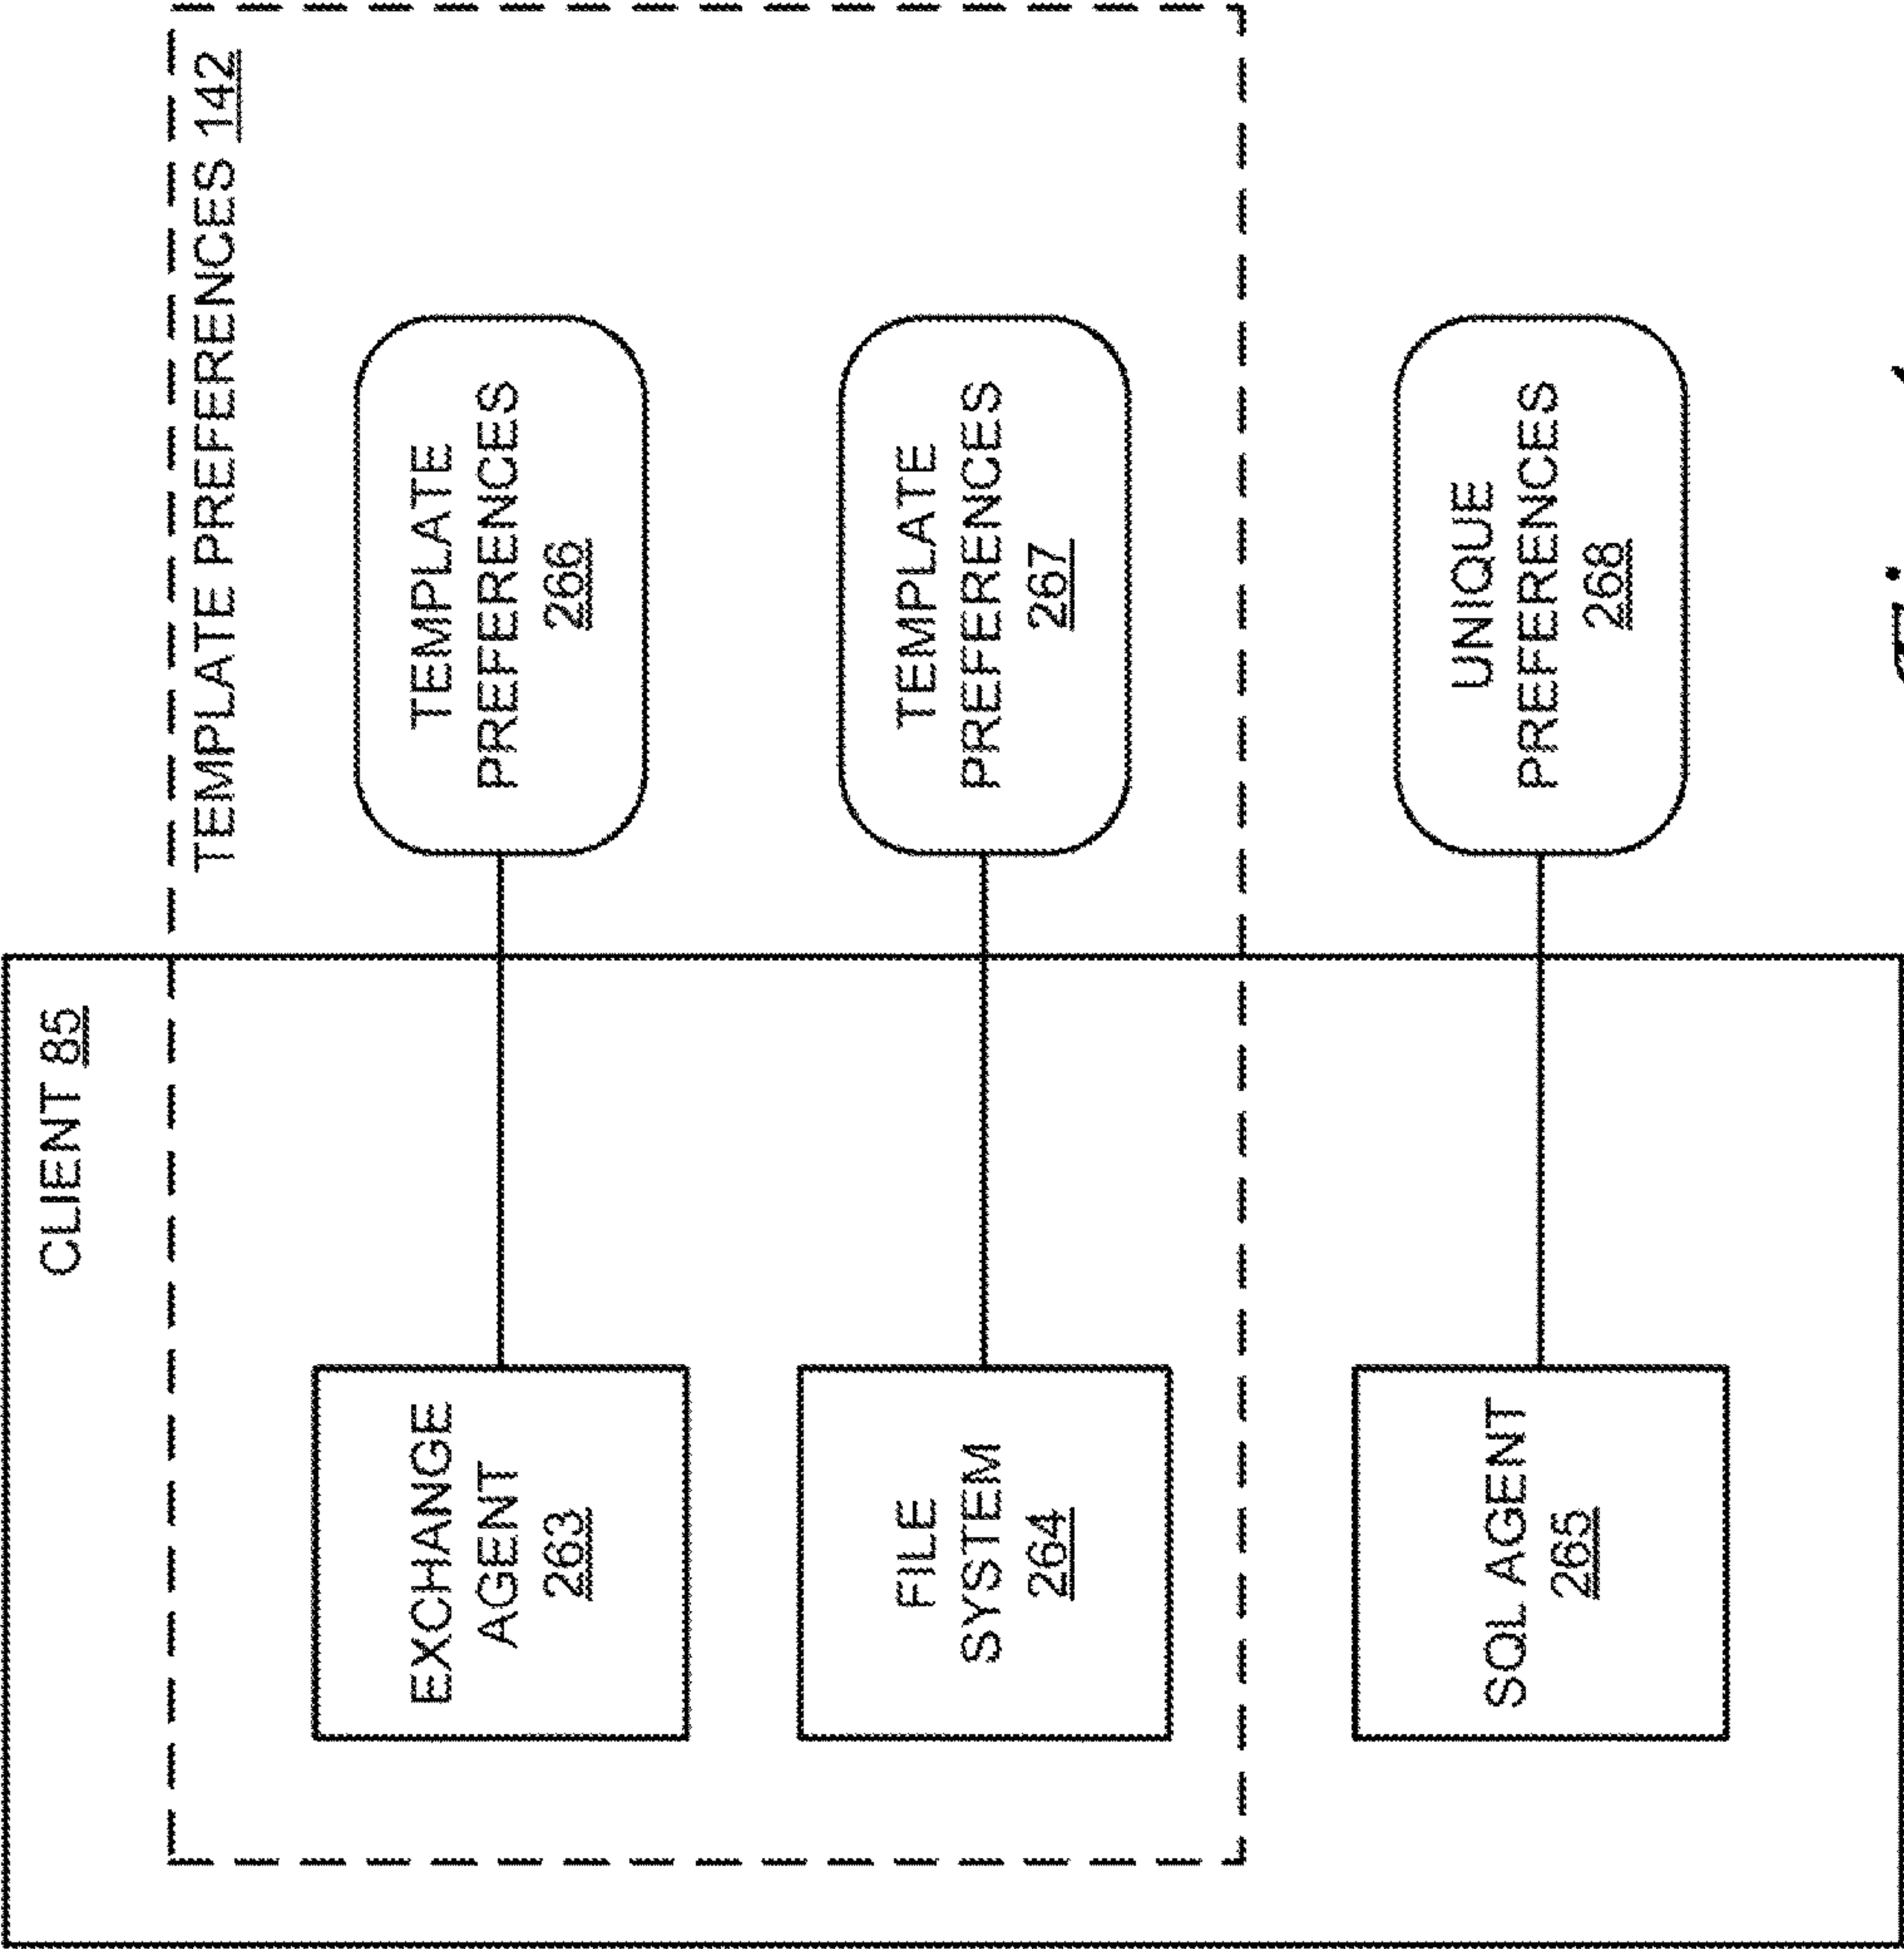 CLIENT 85
TEMPLATE PREFERENCES 142
EXCHANGE
AGENT
263
TEMPLATE
PREFERENCES
266
FILE
SYSTEM
264
TEMPLATE
PREFERENCES
267
SQL AGENT
265
UNIQUE
PREFERENCES
268